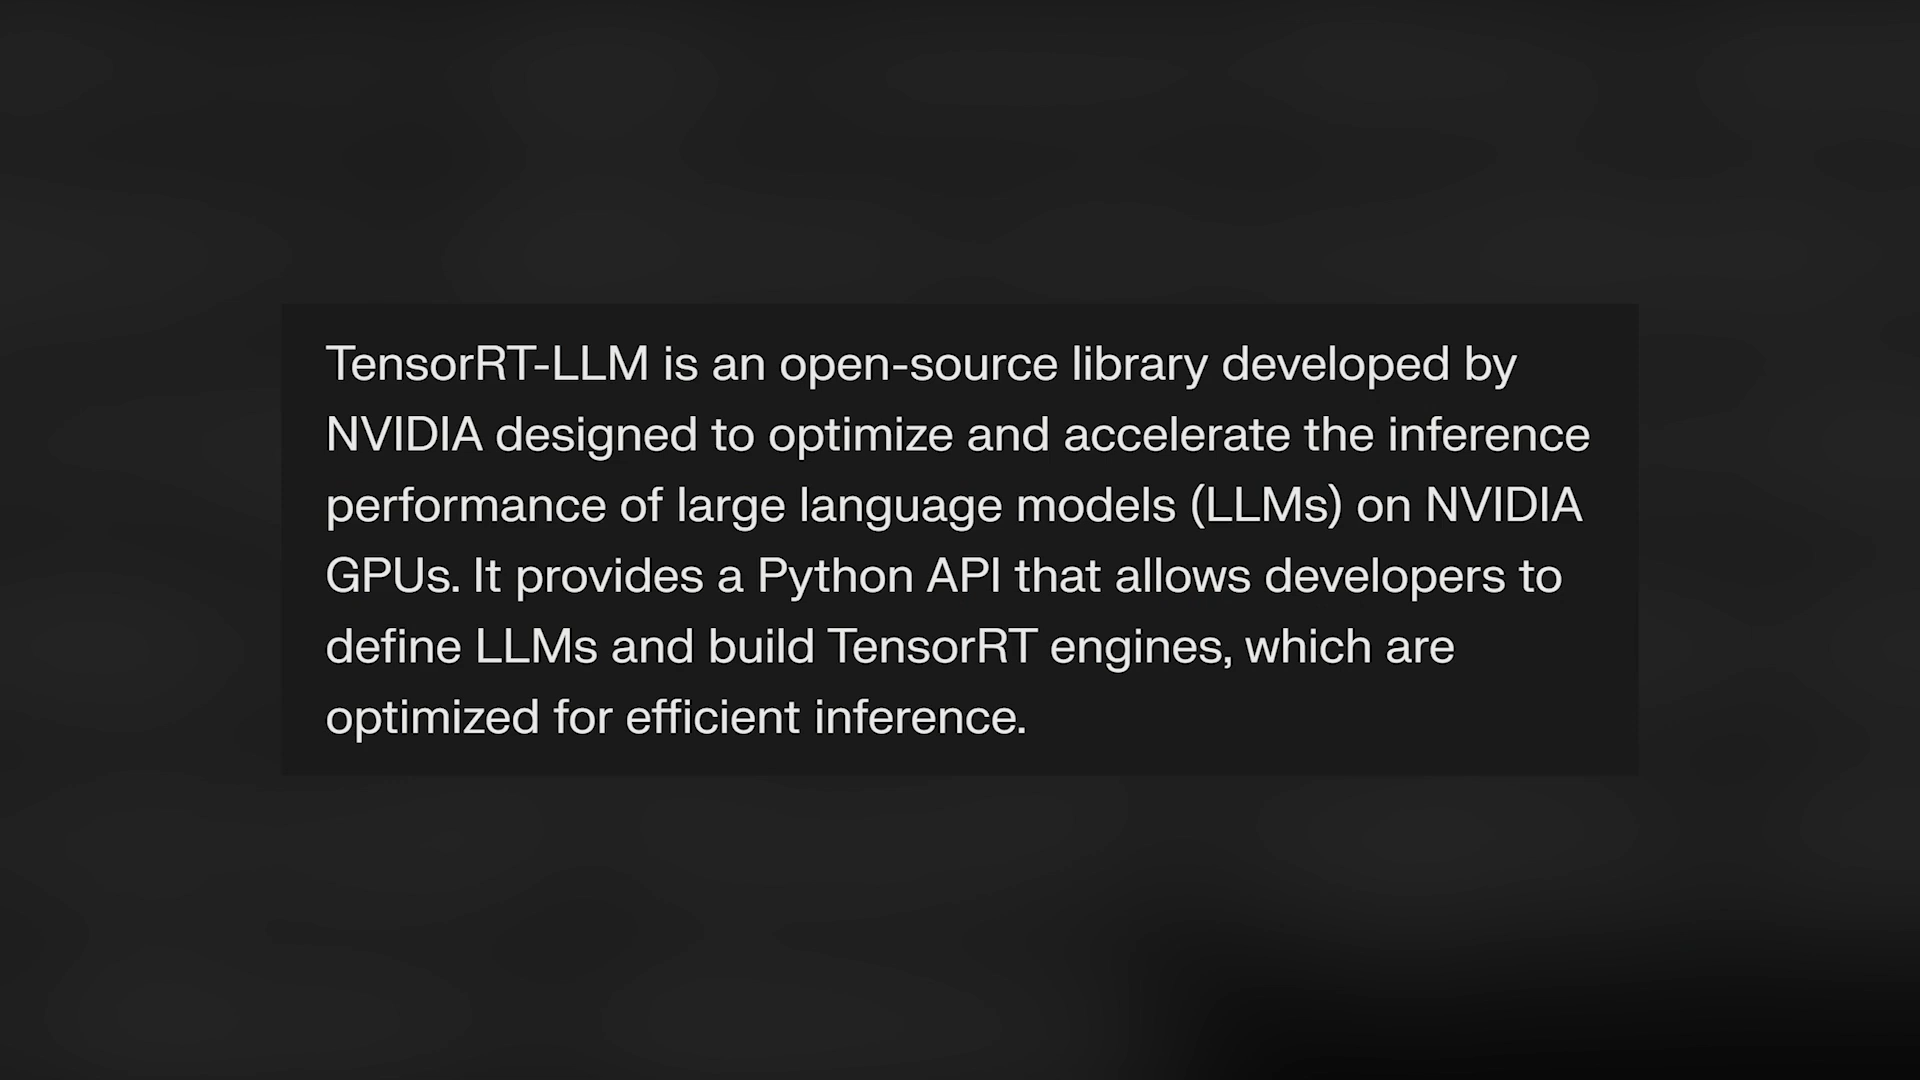 TensorRT-LLM is an open-source library developed by
NVIDIA designed to optimize and accelerate the inference
performance of large language models (LLMs) on NVIDIA
GPUs. It provides a Python API that allows developers to
define LLMs and build TensorRT engines, which are
optimized for efficient inference.